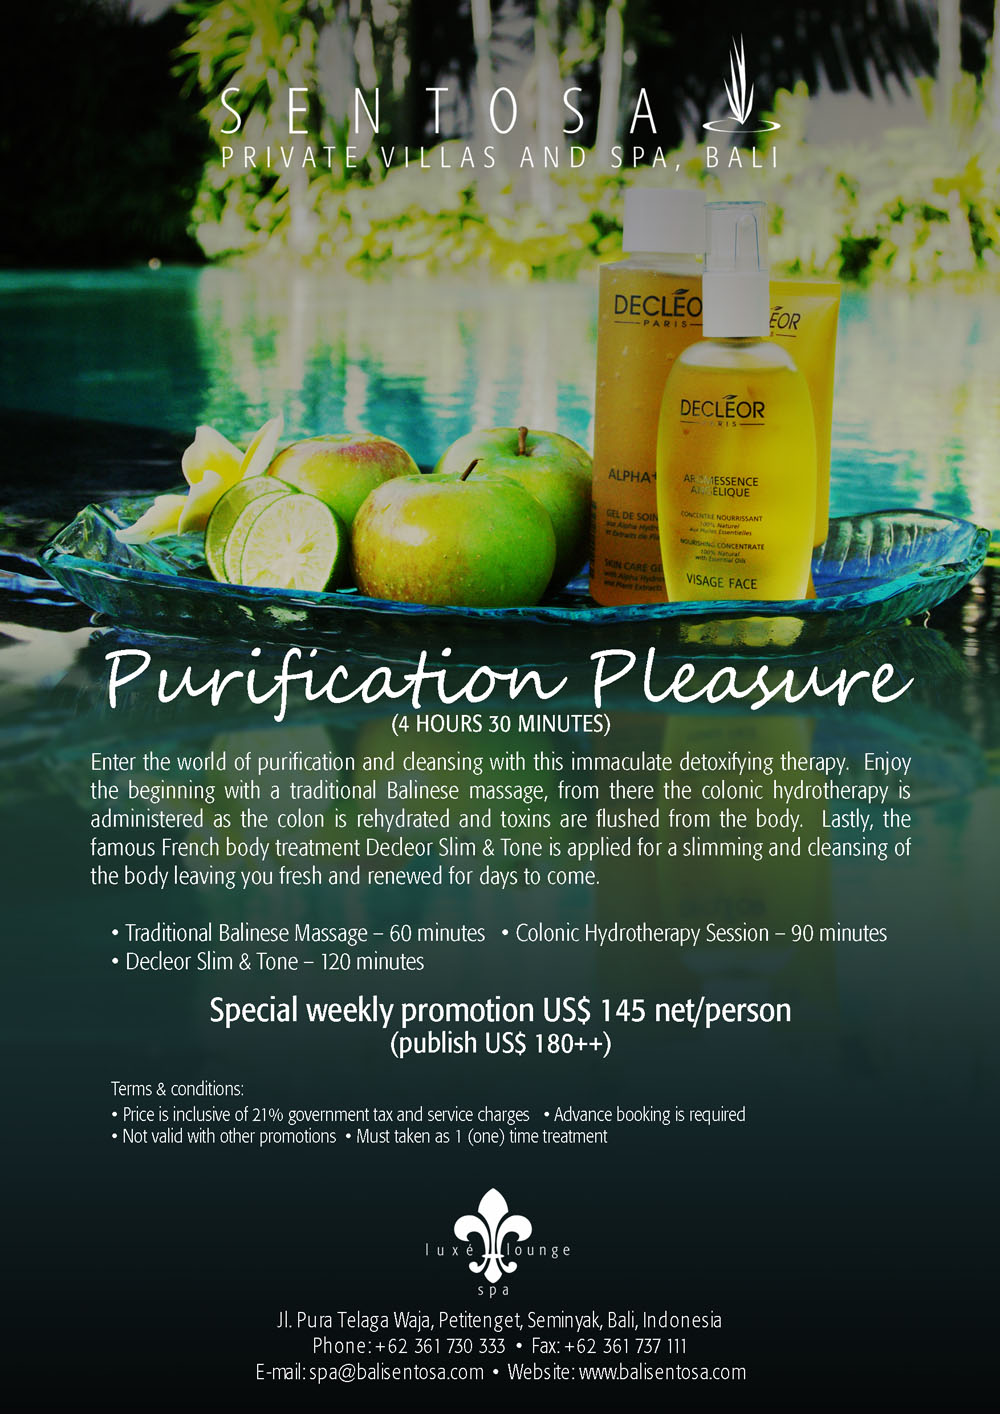 SENTOSA
PRIVATE VILLAS AND SPA, BALI
DECLÉOR
PARIS
ALPHA
GEL DE SOIN
SKIN CARE GE
DECLÉOR
ARIS
CONCENTRE NOURRISSANT
100% Naturel
aux Huiles Essentielles
NOURISHING CONCENTRATE
100% Natural
with Essential Oils
VISAGE FACE
ÉOR
Purification Pleasure
(4 HOURS 30 MINUTES)
Enter the world of purification and cleansing with this immaculate detoxifying therapy. Enjoy
the beginning with a traditional Balinese massage, from there the colonic hydrotherapy is
administered as the colon is rehydrated and toxins are flushed from the body. Lastly, the
famous French body treatment Decleor Slim & Tone is applied for a slimming and cleansing of
the body leaving you fresh and renewed for days to come.
• Traditional Balinese Massage – 60 minutes • Colonic Hydrotherapy Session – 90 minutes
• Decleor Slim & Tone – 120 minutes
Special weekly promotion US$ 145 net/person
(publish US$ 180++)
Terms & conditions:
• Price is inclusive of 21% government tax and service charges • Advance booking is required
• Not valid with other promotions • Must taken as 1 (one) time treatment
luxé lounge
spa
Jl. Pura Telaga Waja, Petitenget, Seminyak, Bali, Indonesia
Phone: +62 361 730 333 • Fax: +62 361 737 111
E-mail: spa@balisentosa.com • Website: www.balisentosa.com